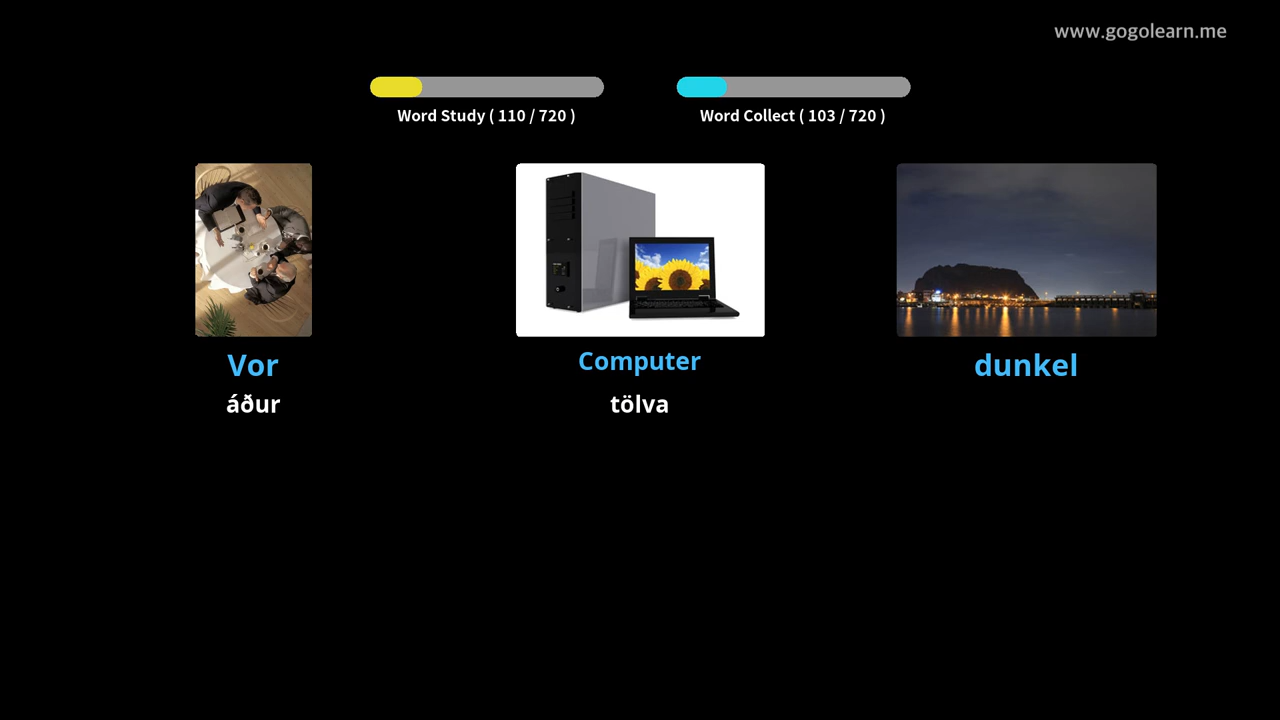 www.gogolearn.me
Word Study ( 110 / 720 )
Word Collect ( 103 / 720 )
Vor
Computer
dunkel
áður
tölva